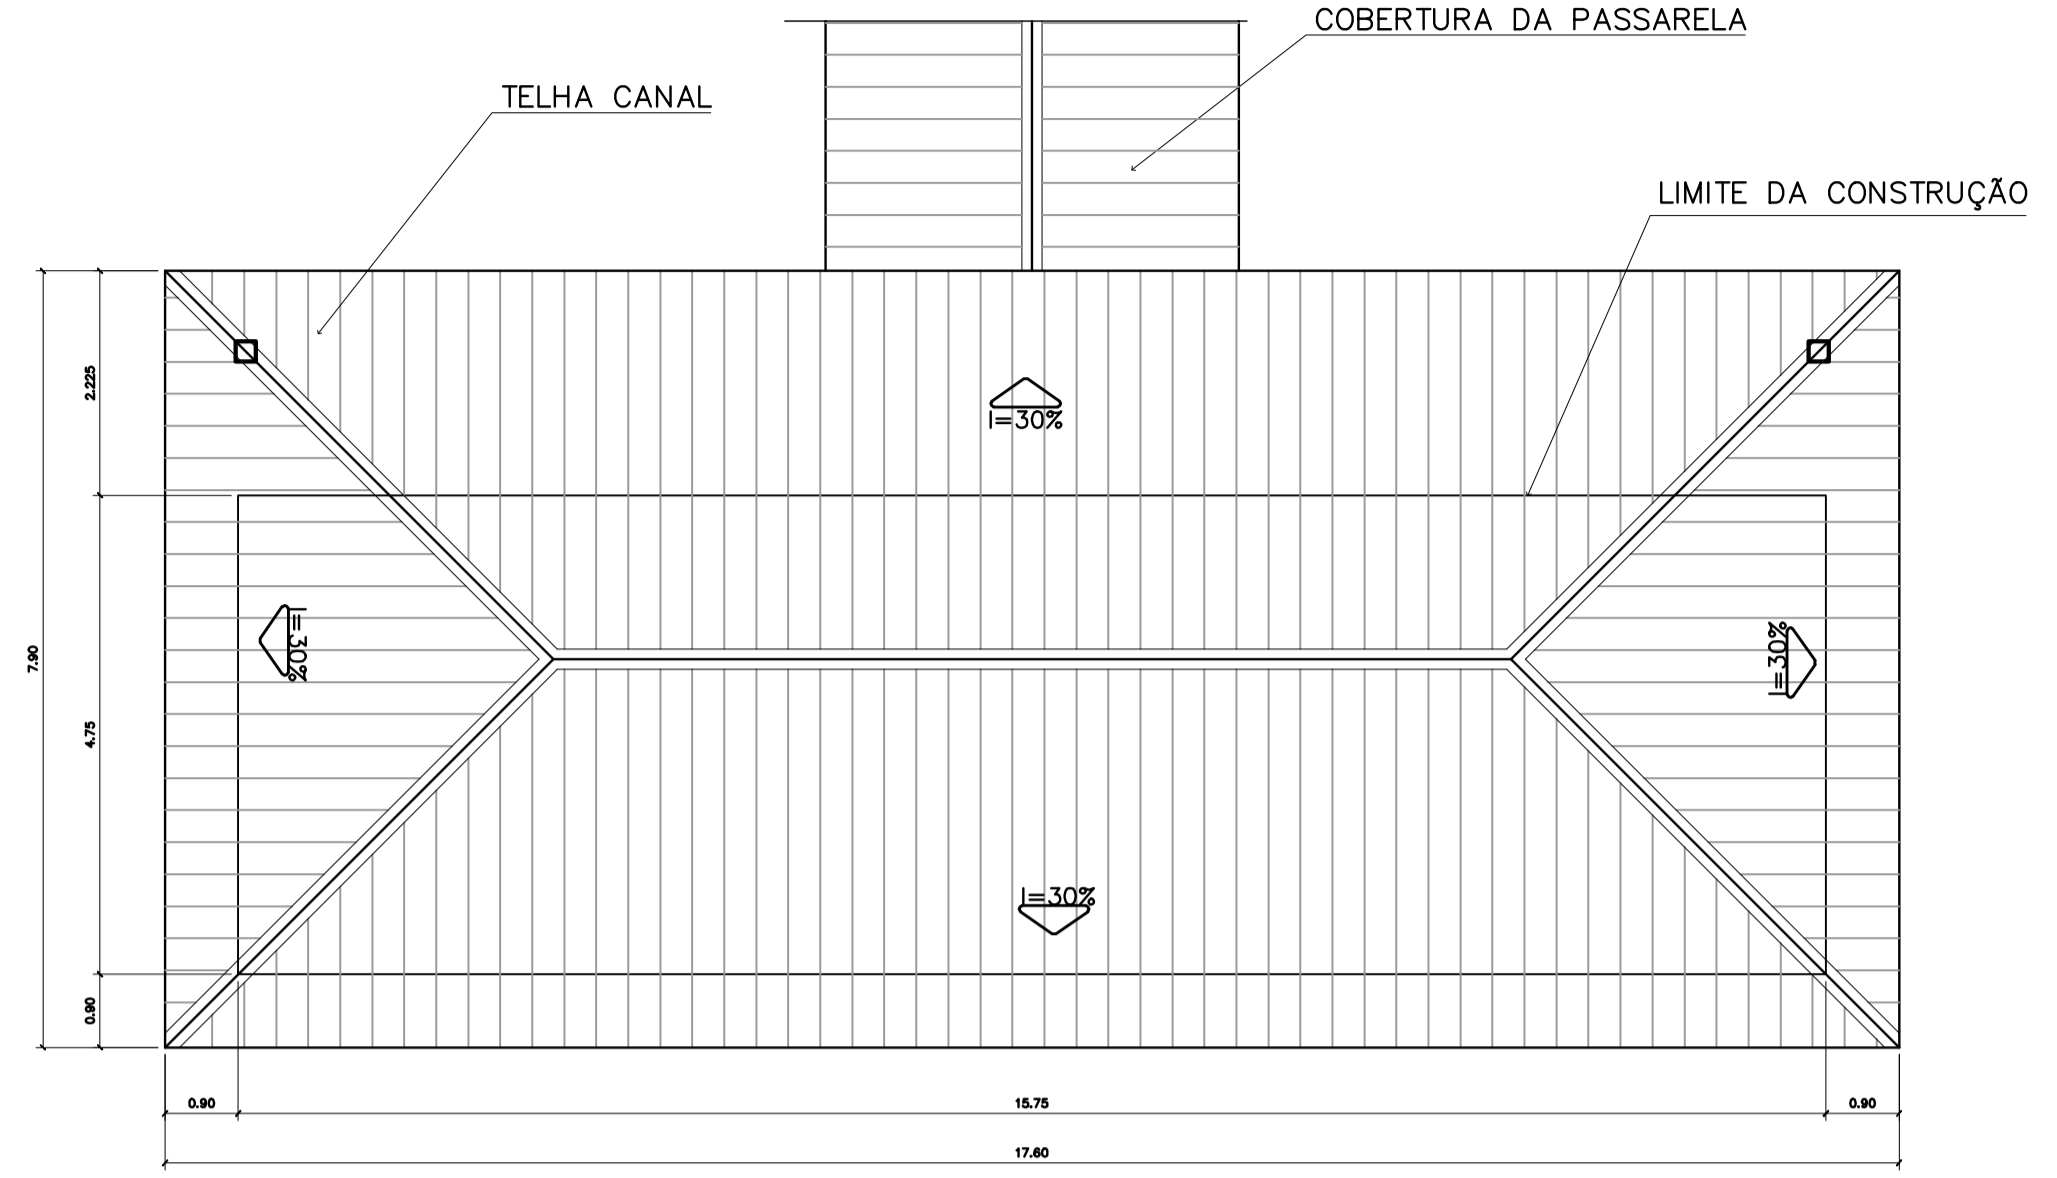 COBERTURA DA PASSARELA
TELHA CANAL
LIMITE DA CONSTRUÇÃO
2.225
I=30%
7.90
I=30%
I=30%
4.75
I=30%
0.90
0.90
15.75
0.90
17.60